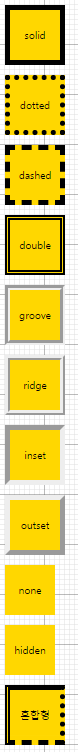 solid
dotted
dashed
double
groove
ridge
inset
outset
none
hidden
혼합형